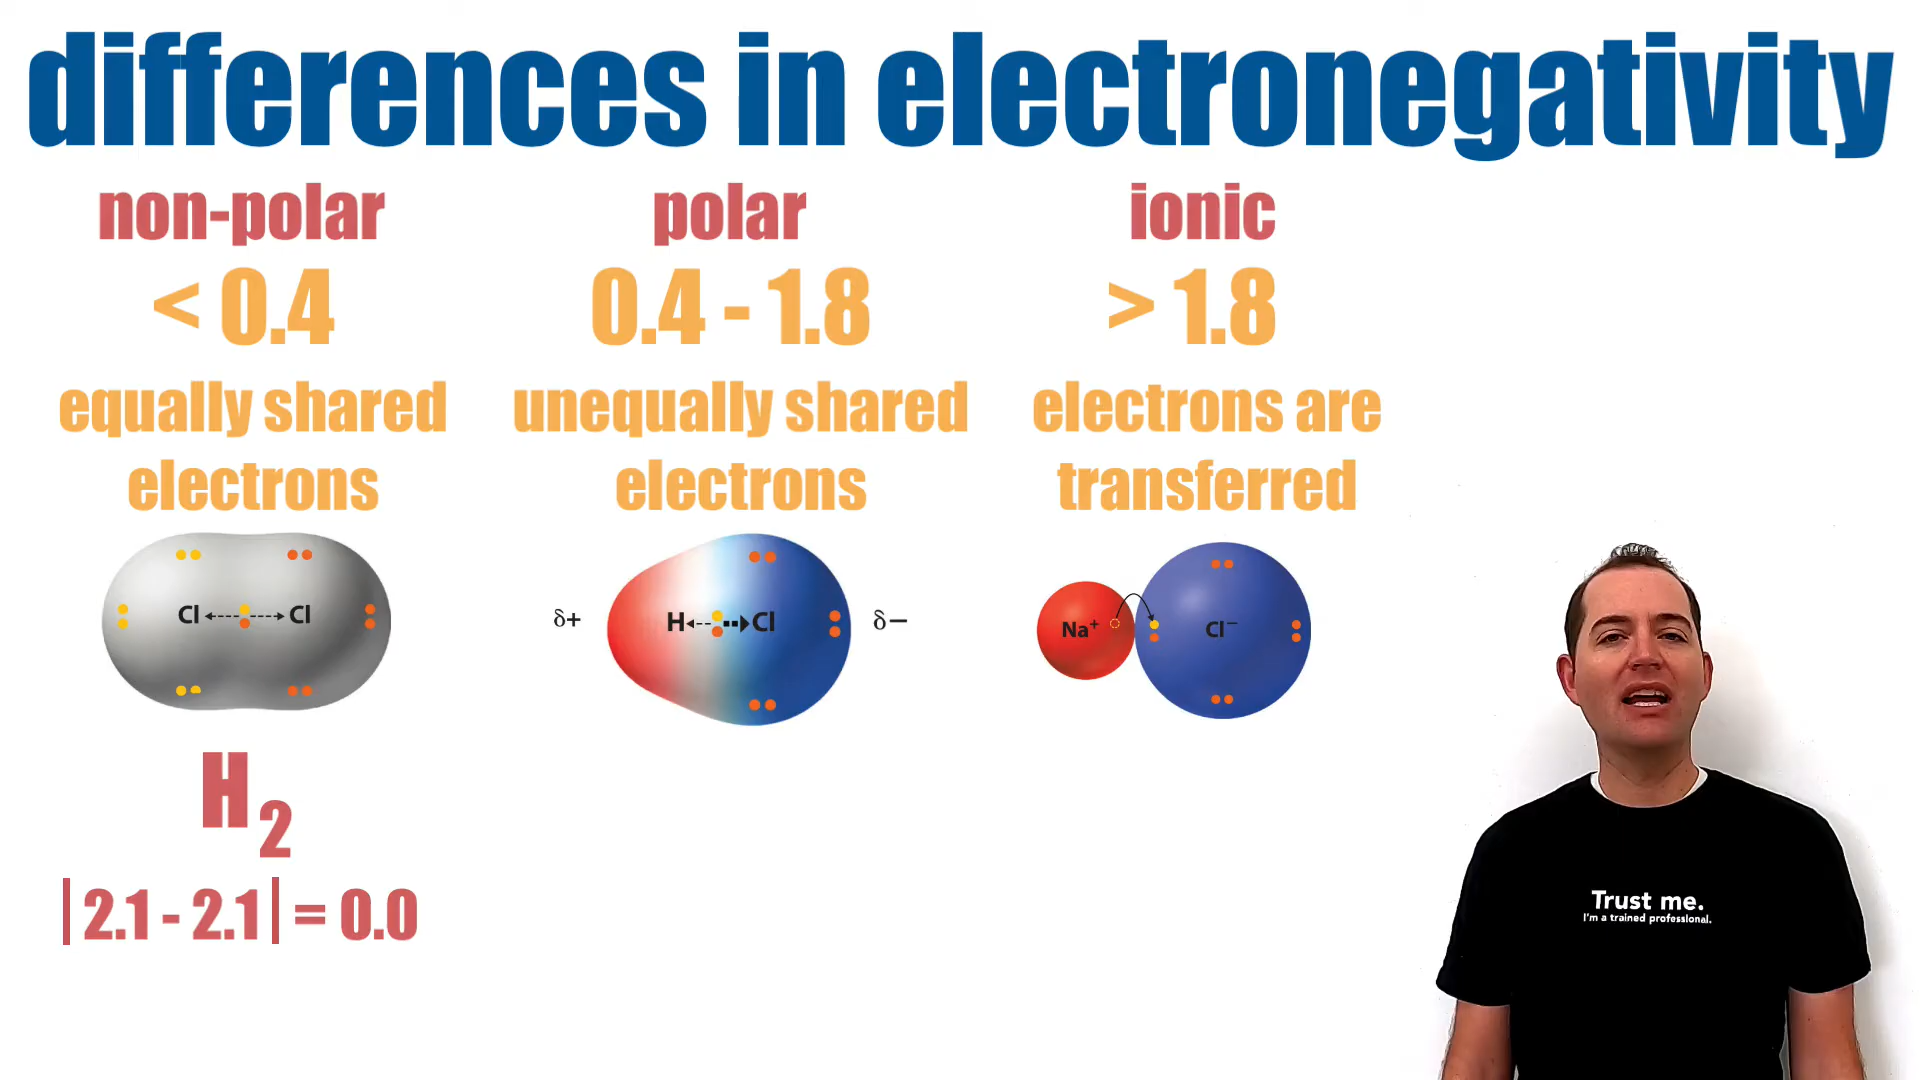 differences in electronegativity
non-polar
< 0.4
equally shared
electrons
Cl Cl
H₂
|2.1 - 2.1| = 0.0
polar
0.4 - 1.8
unequally shared
electrons
δ+ H Cl δ−
ionic
> 1.8
electrons are
transferred
Na⁺ Cl⁻
Trust me.
I'm a trained professional.